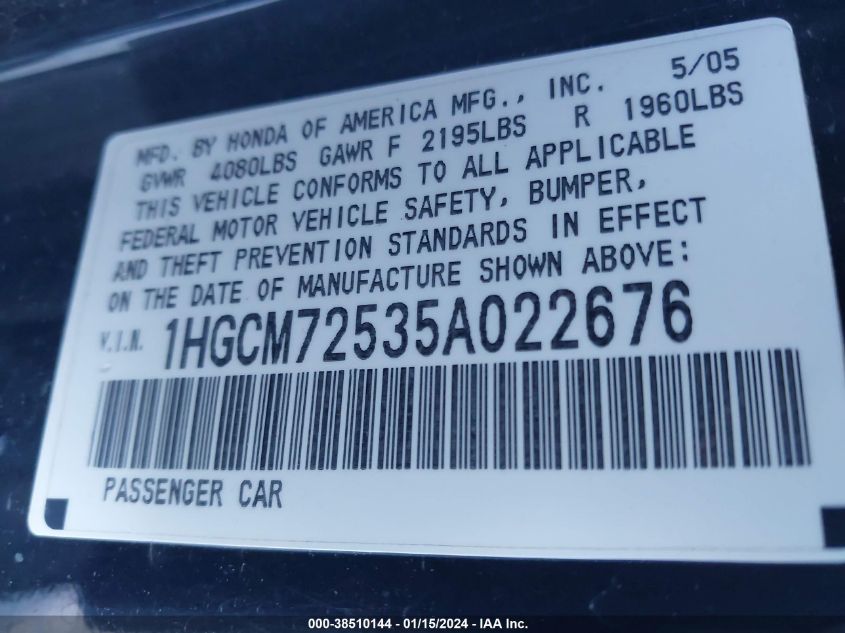 MFD. BY HONDA OF AMERICA MFG., INC. 5/05
GVWR 4080LBS GAWR F 2195LBS R 1960LBS
THIS VEHICLE CONFORMS TO ALL APPLICABLE
FEDERAL MOTOR VEHICLE SAFETY, BUMPER,
AND THEFT PREVENTION STANDARDS IN EFFECT
ON THE DATE OF MANUFACTURE SHOWN ABOVE:
V.I.N. 1HGCM72535A022676
PASSENGER CAR
000-38510144 - 01/15/2024 - IAA Inc.